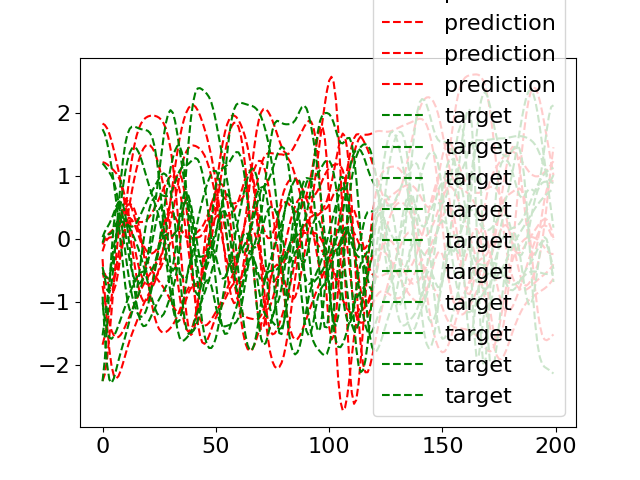 prediction
prediction
prediction
target
target
target
target
target
target
target
target
target
target
2
1
0
−1
−2
0
50
100
150
200